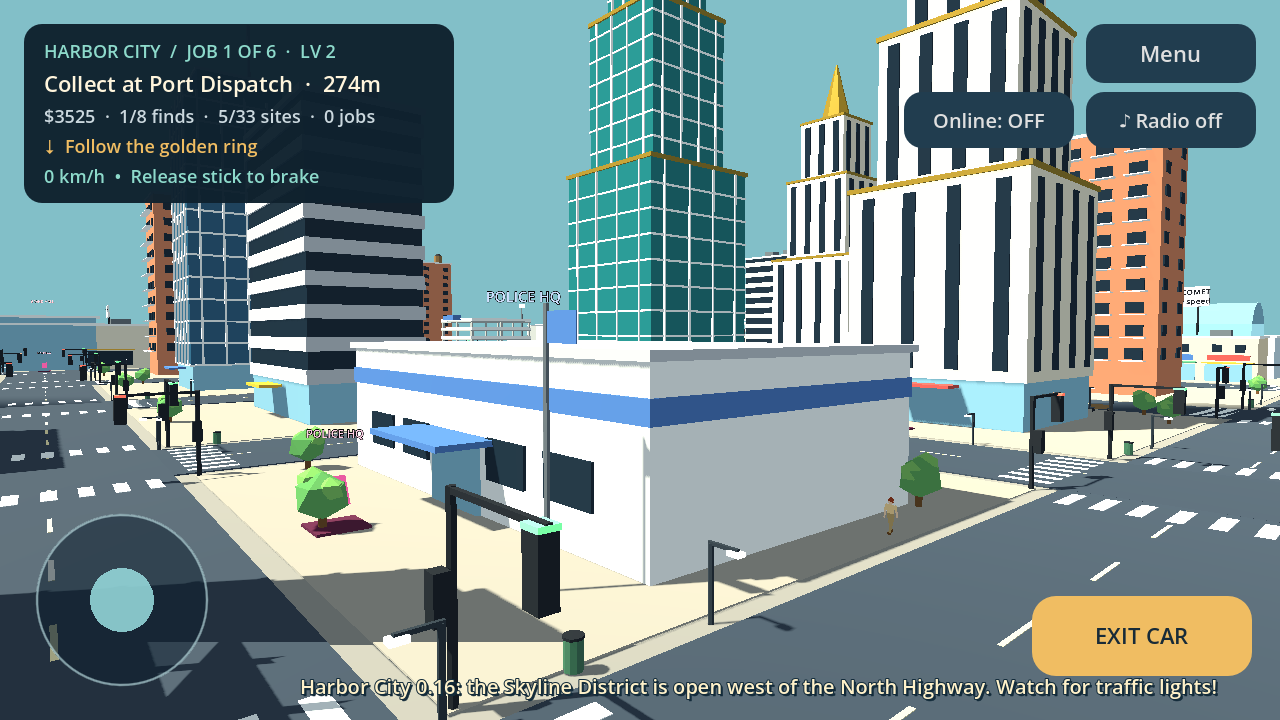 HARBOR CITY / JOB 1 OF 6 · LV 2
Collect at Port Dispatch · 274m
$3525 · 1/8 finds · 5/33 sites · 0 jobs
↓ Follow the golden ring
0 km/h • Release stick to brake
Menu
Online: OFF
♪ Radio off
POLICE HQ
COMET
speed
POLICE HQ
EXIT CAR
Harbor City 0.16: the Skyline District is open west of the North Highway. Watch for traffic lights!